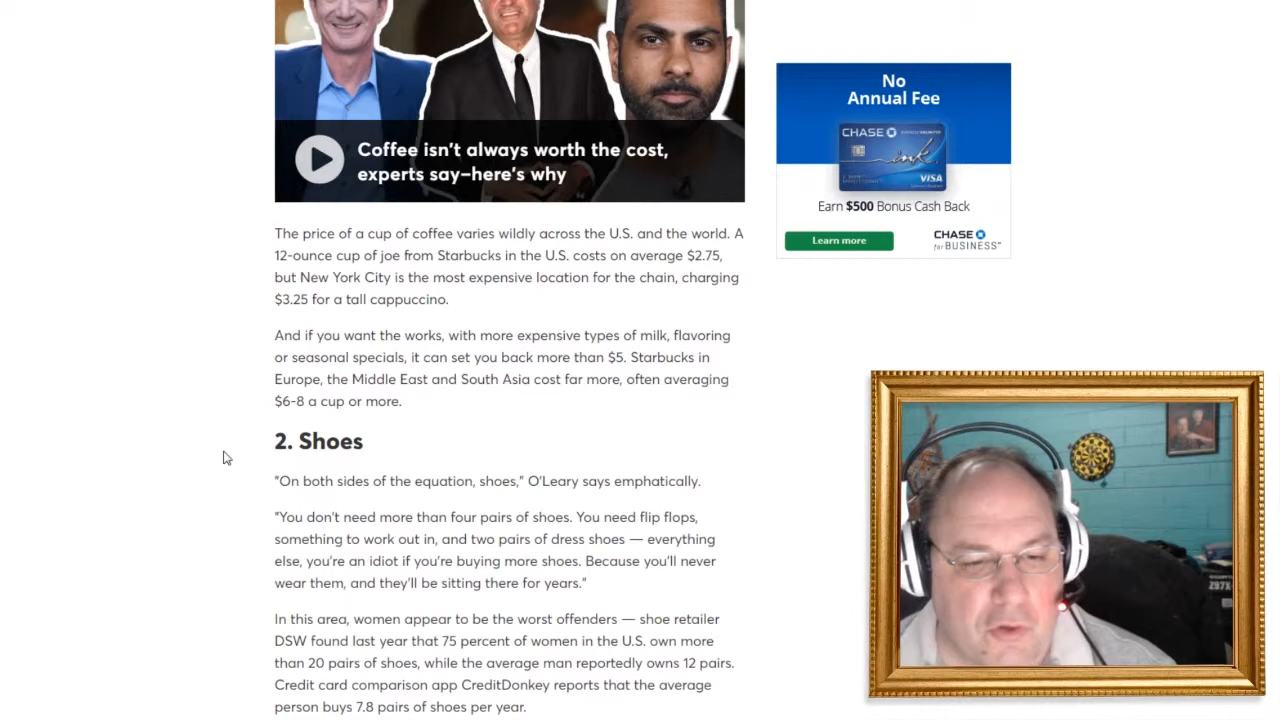 Coffee isn't always worth the cost,
experts say–here's why
The price of a cup of coffee varies wildly across the U.S. and the world. A
12-ounce cup of joe from Starbucks in the U.S. costs on average $2.75,
but New York City is the most expensive location for the chain, charging
$3.25 for a tall cappuccino.
And if you want the works, with more expensive types of milk, flavoring
or seasonal specials, it can set you back more than $5. Starbucks in
Europe, the Middle East and South Asia cost far more, often averaging
$6-8 a cup or more.
2. Shoes
"On both sides of the equation, shoes," O'Leary says emphatically.
"You don't need more than four pairs of shoes. You need flip flops,
something to work out in, and two pairs of dress shoes — everything
else, you're an idiot if you're buying more shoes. Because you'll never
wear them, and they'll be sitting there for years."
In this area, women appear to be the worst offenders — shoe retailer
DSW found last year that 75 percent of women in the U.S. own more
than 20 pairs of shoes, while the average man reportedly owns 12 pairs.
Credit card comparison app CreditDonkey reports that the average
person buys 7.8 pairs of shoes per year.
No
Annual Fee
CHASE
ink
VISA
Earn $500 Bonus Cash Back
Learn more
CHASE
for BUSINESS
Z97X